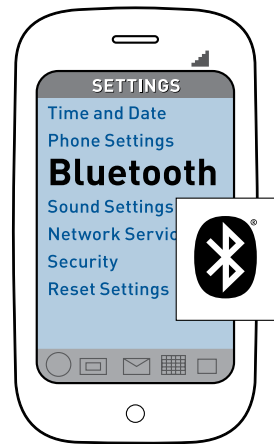 SETTINGS
Time and Date
Phone Settings
Bluetooth
Sound Settings
Network Servic
Security
Reset Settings
®